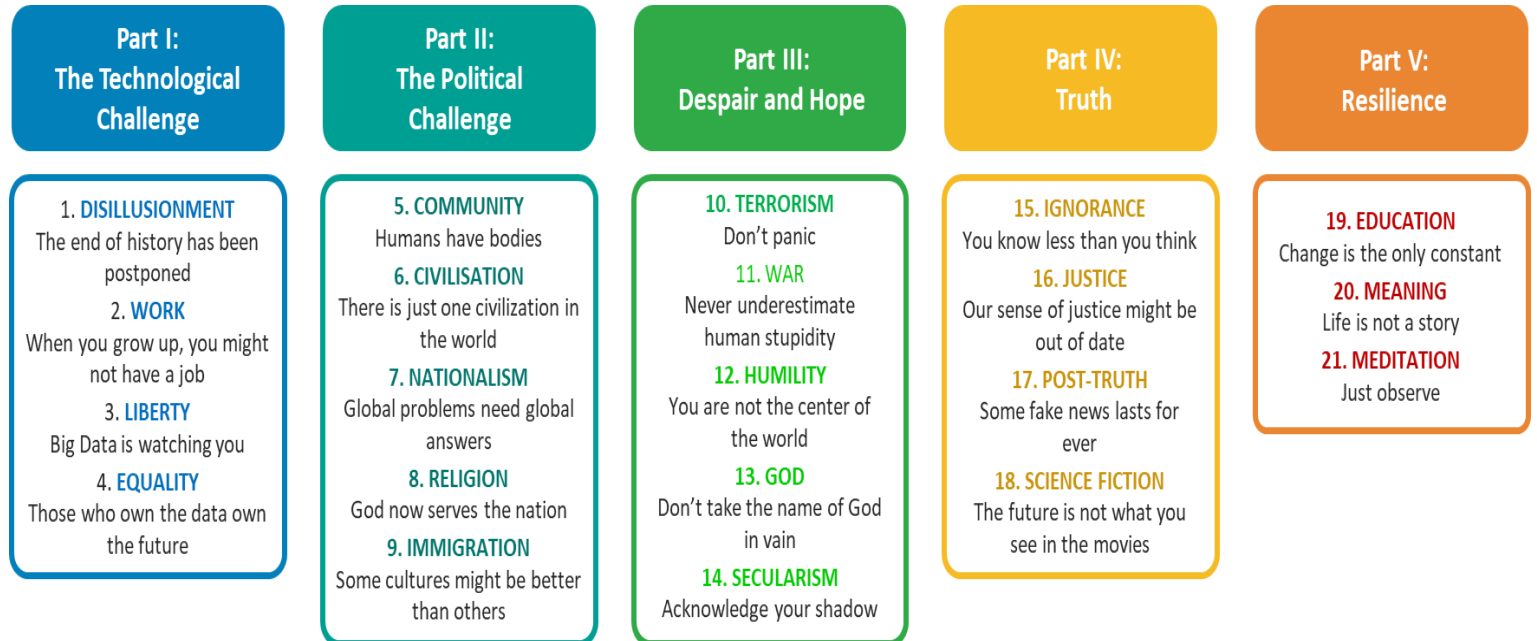 Part I:
The Technological
Challenge
1. DISILLUSIONMENT
The end of history has been
postponed
2. WORK
When you grow up, you might
not have a job
3. LIBERTY
Big Data is watching you
4. EQUALITY
Those who own the data own
the future
Part II:
The Political
Challenge
5. COMMUNITY
Humans have bodies
6. CIVILISATION
There is just one civilization in
the world
7. NATIONALISM
Global problems need global
answers
8. RELIGION
God now serves the nation
9. IMMIGRATION
Some cultures might be better
than others
Part III:
Despair and Hope
10. TERRORISM
Don’t panic
11. WAR
Never underestimate
human stupidity
12. HUMILITY
You are not the center of
the world
13. GOD
Don’t take the name of God
in vain
14. SECULARISM
Acknowledge your shadow
Part IV:
Truth
15. IGNORANCE
You know less than you think
16. JUSTICE
Our sense of justice might be
out of date
17. POST-TRUTH
Some fake news lasts for
ever
18. SCIENCE FICTION
The future is not what you
see in the movies
Part V:
Resilience
19. EDUCATION
Change is the only constant
20. MEANING
Life is not a story
21. MEDITATION
Just observe